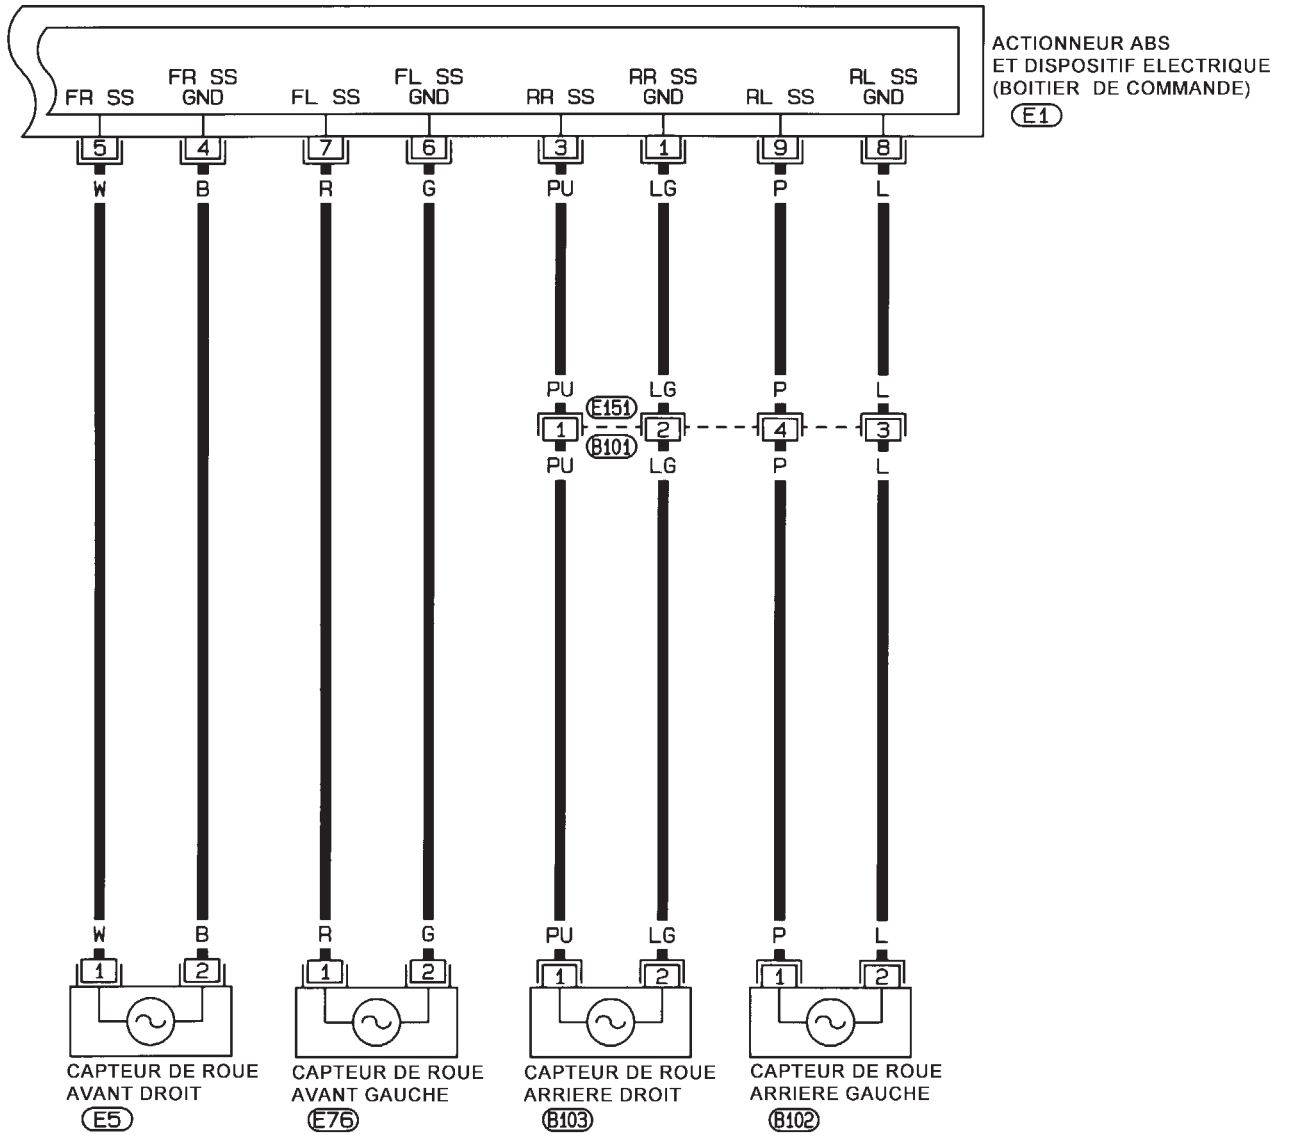 ACTIONNEUR ABS
ET DISPOSITIF ELECTRIQUE
(BOITIER DE COMMANDE)
E1
FR SS
FR SS
GND
FL SS
FL SS
GND
RR SS
RR SS
GND
RL SS
RL SS
GND
5 4 7 6 3 1 9 8
W B R G PU LG P L
PU LG P L
E151
1 2 4 3
B101
PU LG P L
W B R G PU LG P L
1 2 1 2 1 2 1 2
CAPTEUR DE ROUE
AVANT DROIT
E5
CAPTEUR DE ROUE
AVANT GAUCHE
E76
CAPTEUR DE ROUE
ARRIERE DROIT
B103
CAPTEUR DE ROUE
ARRIERE GAUCHE
B102